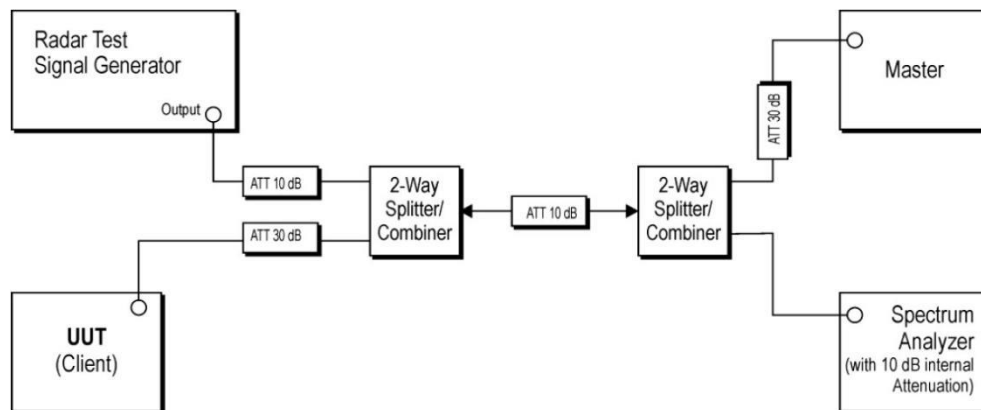 Radar Test
Signal Generator
Output
ATT 10 dB
ATT 30 dB
2-Way
Splitter/
Combiner
ATT 10 dB
2-Way
Splitter/
Combiner
ATT 30 dB
Master
UUT
(Client)
Spectrum
Analyzer
(with 10 dB internal
Attenuation)